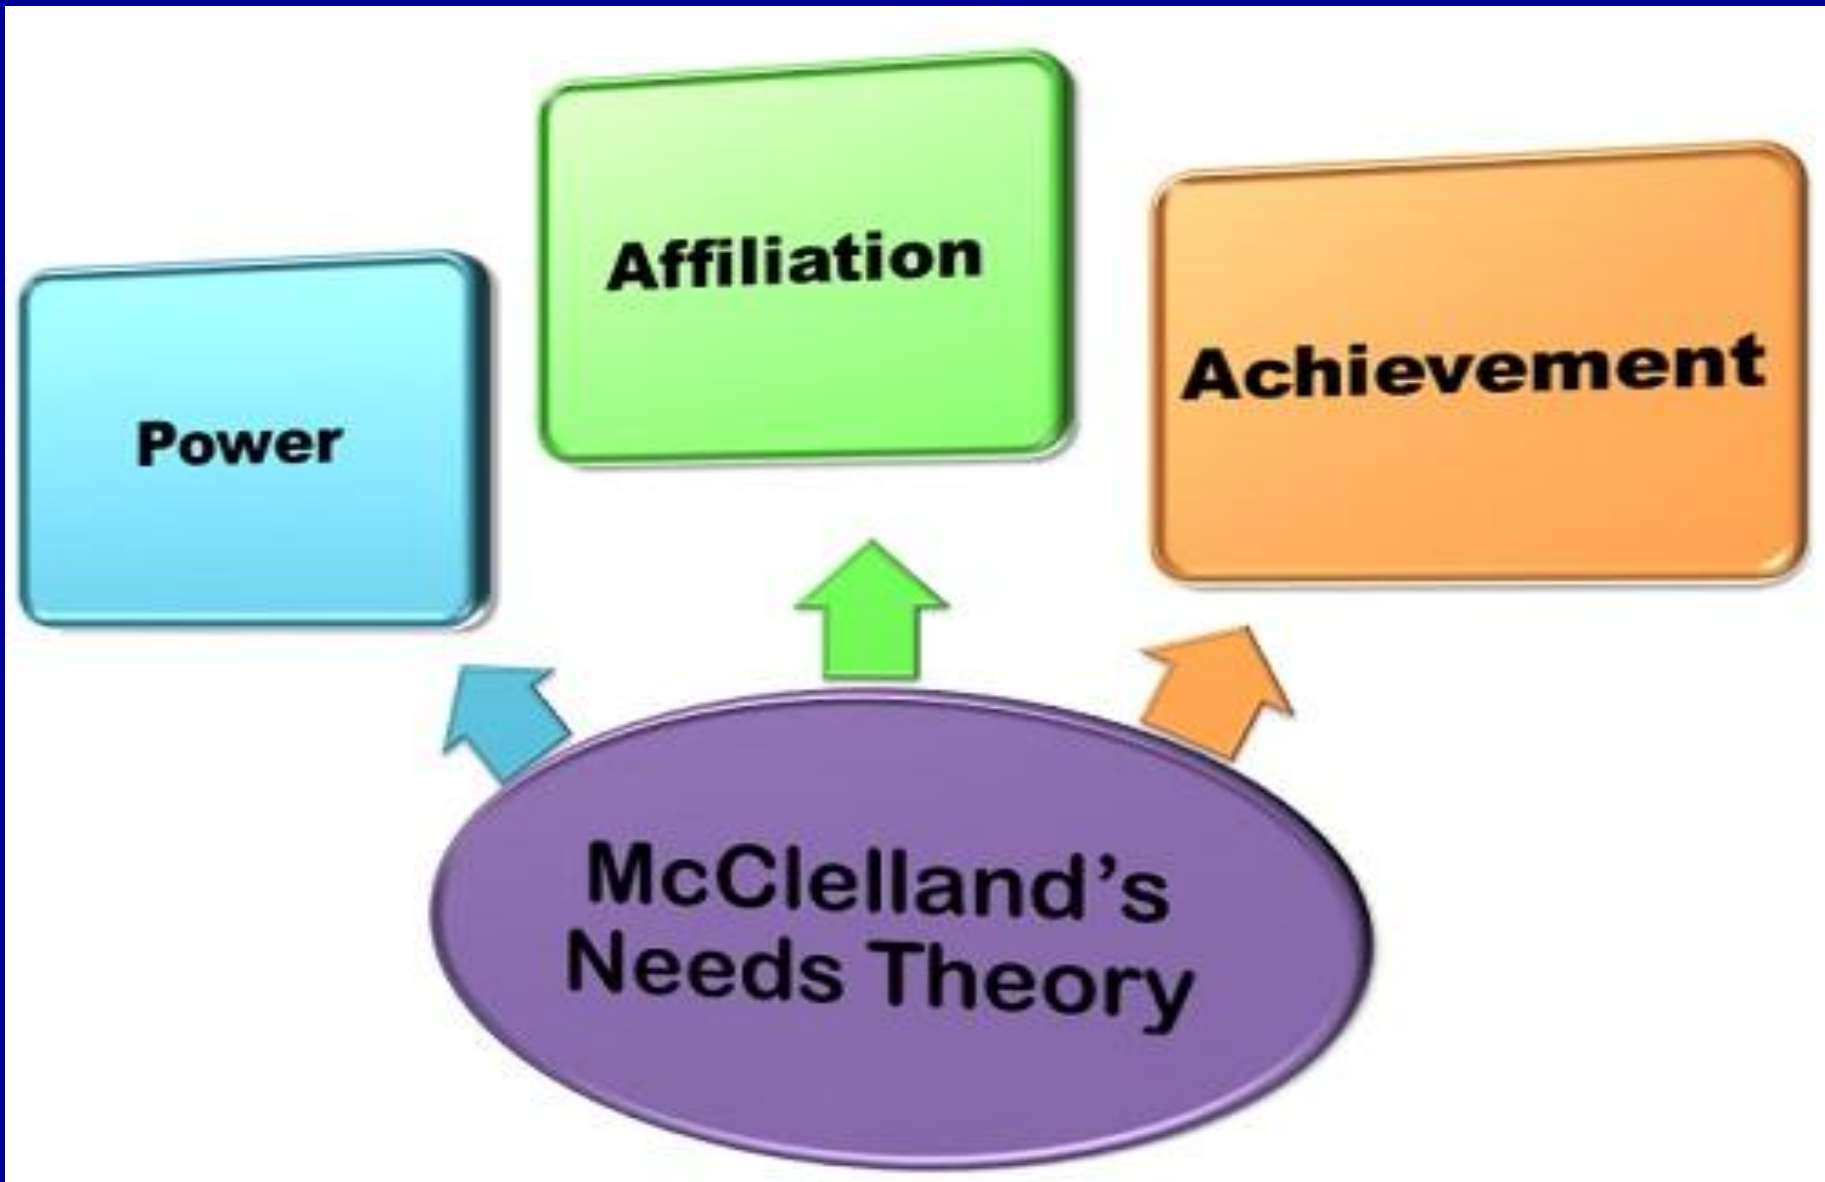 Power
Affiliation
Achievement
McClelland’s
Needs Theory